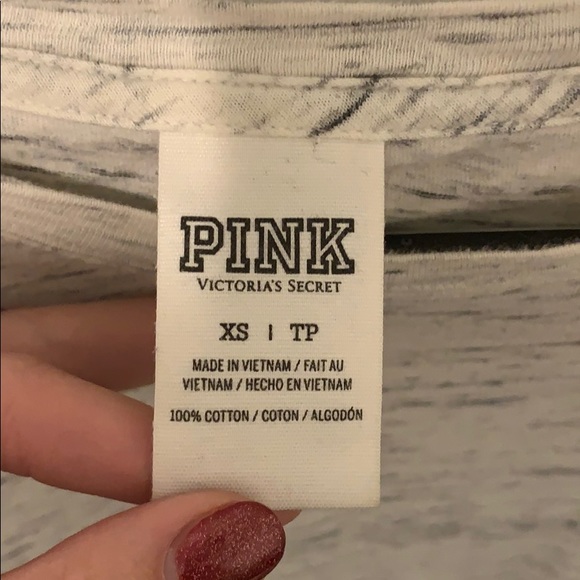 PINK
VICTORIA'S SECRET
XS | TP
MADE IN VIETNAM / FAIT AU
VIETNAM / HECHO EN VIETNAM
100% COTTON / COTON / ALGODÓN